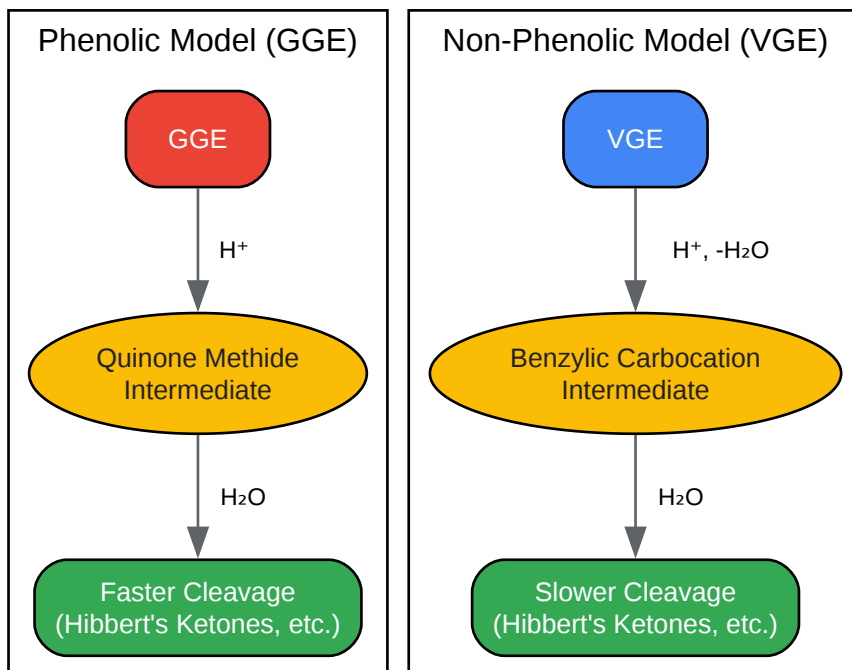 Phenolic Model (GGE)
GGE
H⁺
Quinone Methide
Intermediate
H₂O
Faster Cleavage
(Hibbert's Ketones, etc.)
Non-Phenolic Model (VGE)
VGE
H⁺, -H₂O
Benzylic Carbocation
Intermediate
H₂O
Slower Cleavage
(Hibbert's Ketones, etc.)